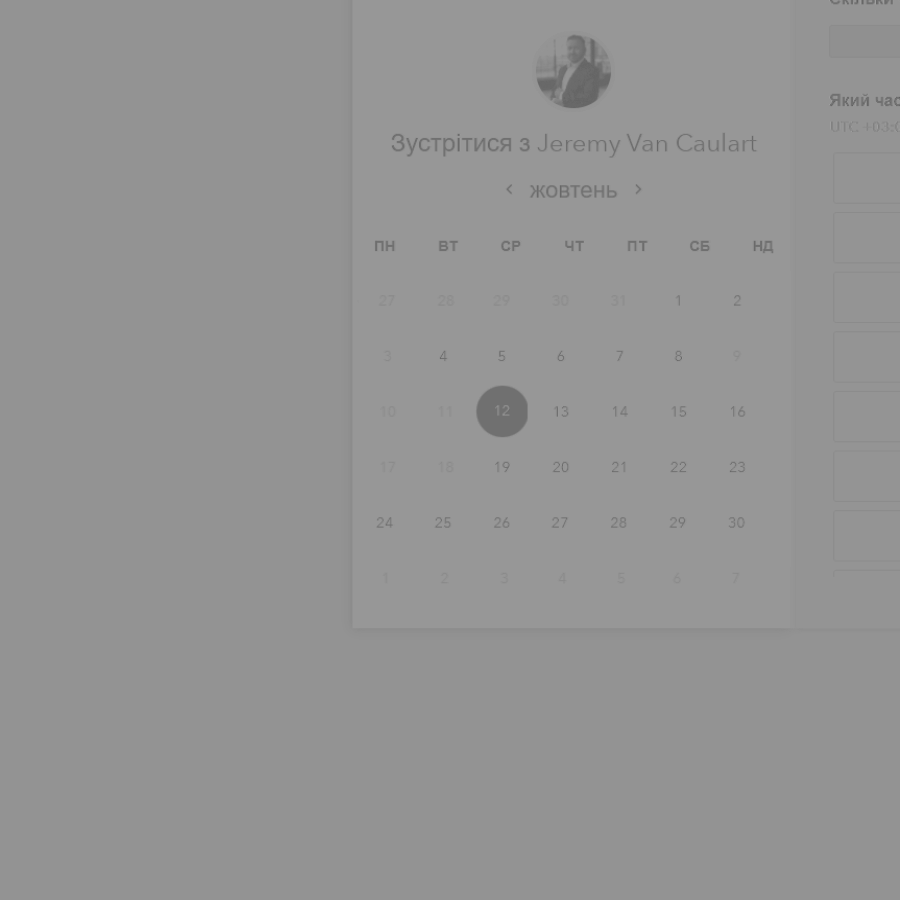 Зустрітися з Jeremy Van Caulart
жовтень
ПН ВТ СР ЧТ ПТ СБ НД
27 28 29 30 31 1 2
3 4 5 6 7 8 9
10 11 12 13 14 15 16
17 18 19 20 21 22 23
24 25 26 27 28 29 30
1 2 3 4 5 6 7
Скільки
Який час
UTC +03:0